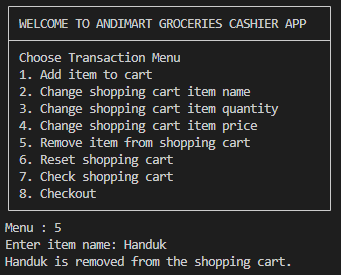 WELCOME TO ANDIMART GROCERIES CASHIER APP
Choose Transaction Menu
1. Add item to cart
2. Change shopping cart item name
3. Change shopping cart item quantity
4. Change shopping cart item price
5. Remove item from shopping cart
6. Reset shopping cart
7. Check shopping cart
8. Checkout
Menu : 5
Enter item name: Handuk
Handuk is removed from the shopping cart.